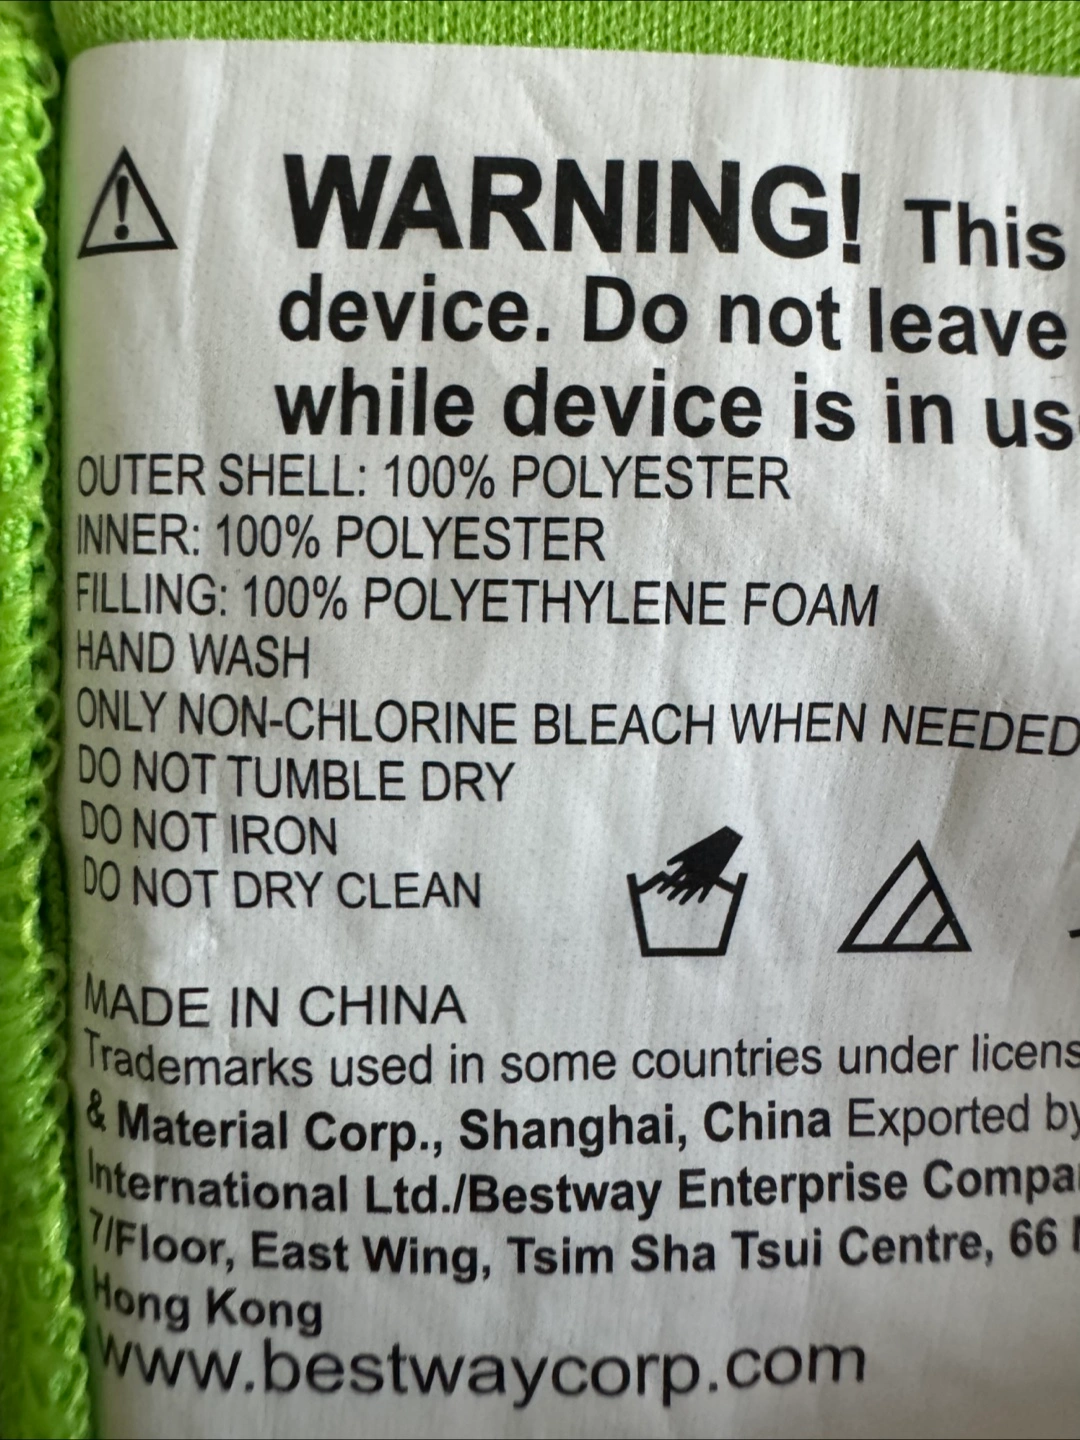 WARNING! This
device. Do not leave
while device is in us
OUTER SHELL: 100% POLYESTER
INNER: 100% POLYESTER
FILLING: 100% POLYETHYLENE FOAM
HAND WASH
ONLY NON-CHLORINE BLEACH WHEN NEEDED
DO NOT TUMBLE DRY
DO NOT IRON
DO NOT DRY CLEAN
MADE IN CHINA
Trademarks used in some countries under licens
& Material Corp., Shanghai, China Exported by
International Ltd./Bestway Enterprise Compa
7/Floor, East Wing, Tsim Sha Tsui Centre, 66
Hong Kong
www.bestwaycorp.com